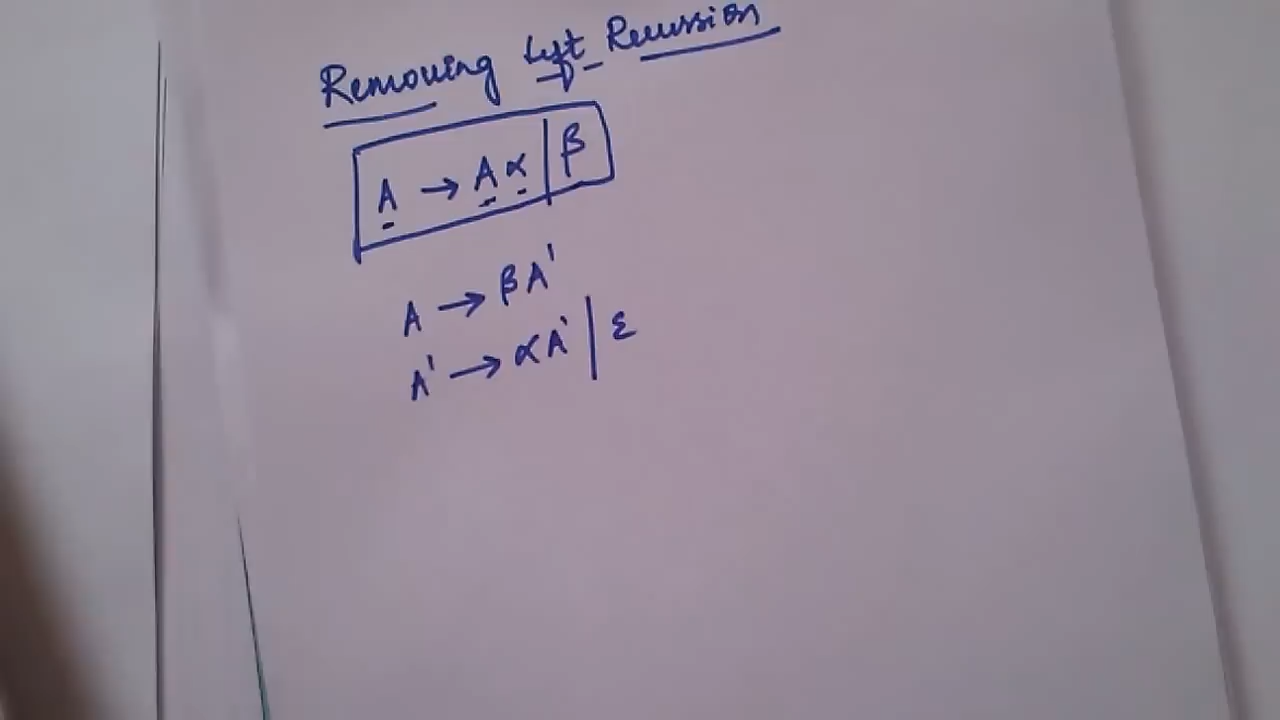 Removing Left Recursion
A → Aα | β
A → βA'
A' → αA' | ε